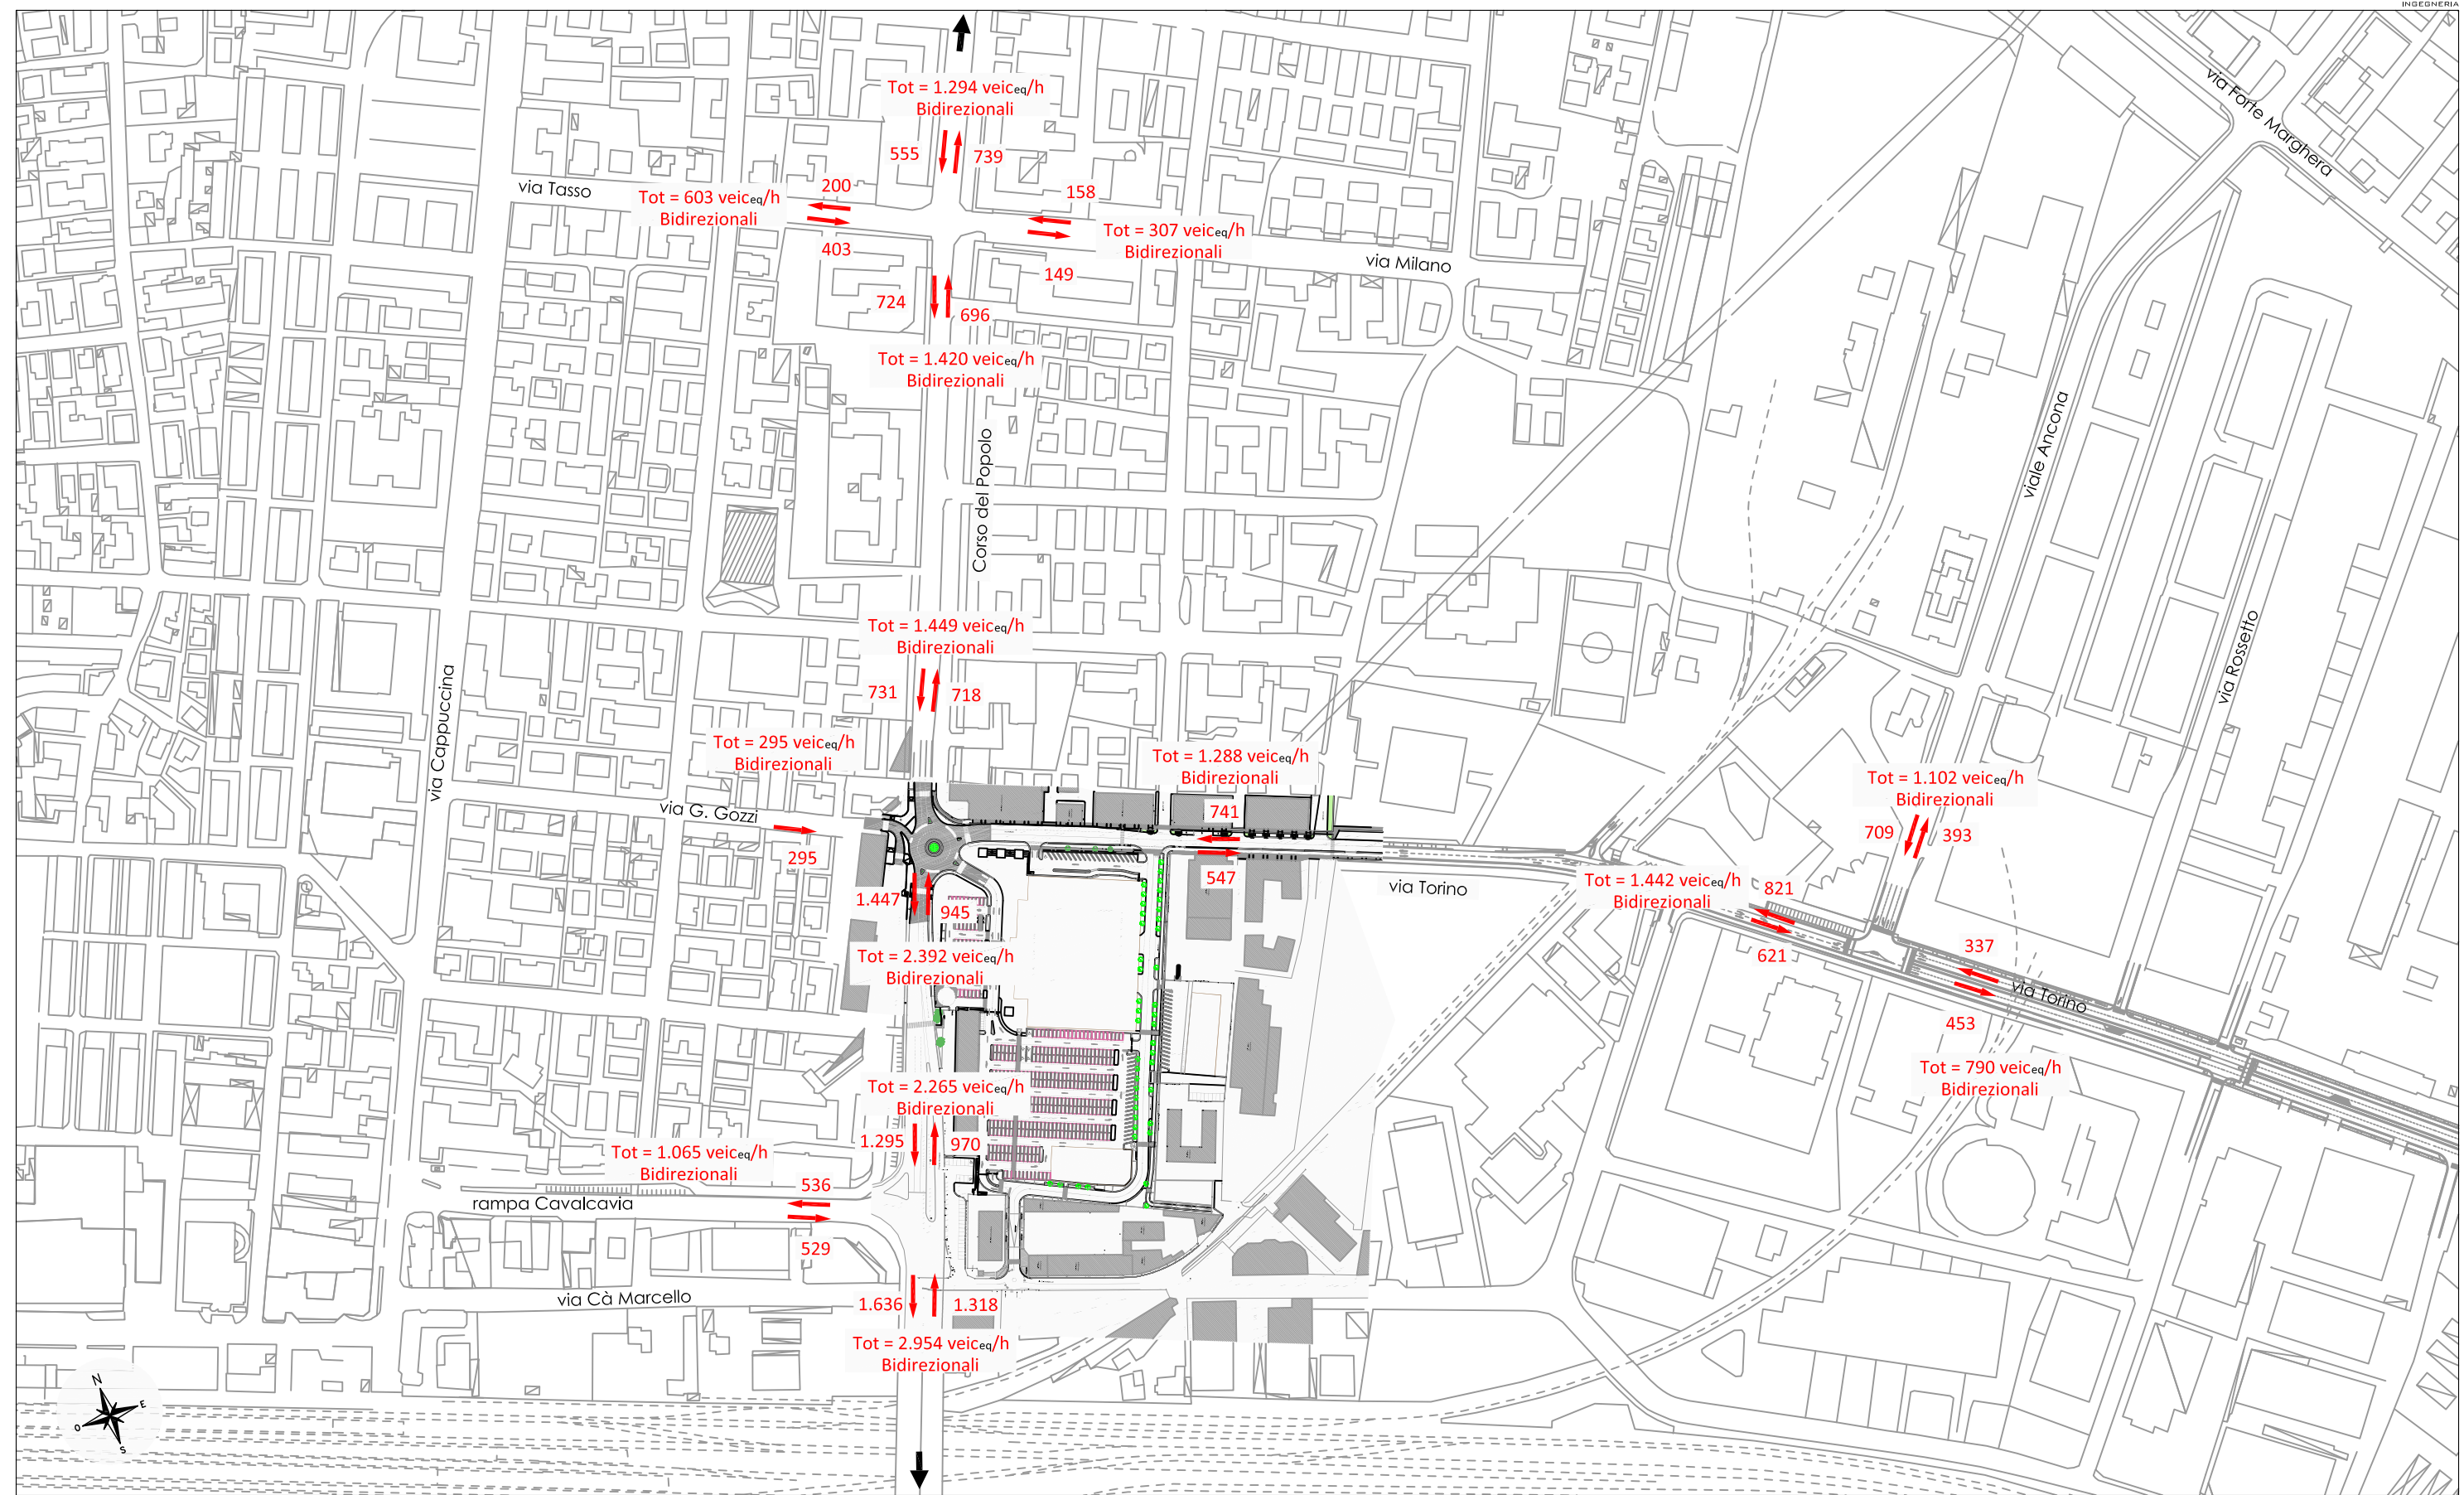 INGEGNERIA
via Forte Marghera
Tot = 1.294 veiceq/h
Bidirezionali
555
739
via Tasso
Tot = 603 veiceq/h
Bidirezionali
200
403
158
149
Tot = 307 veiceq/h
Bidirezionali
via Milano
724
696
Tot = 1.420 veiceq/h
Bidirezionali
Corso del Popolo
viale Ancona
via Rossetto
via Cappuccina
Tot = 1.449 veiceq/h
Bidirezionali
731
718
Tot = 295 veiceq/h
Bidirezionali
via G. Gozzi
295
Tot = 1.288 veiceq/h
Bidirezionali
741
547
via Torino
Tot = 1.102 veiceq/h
Bidirezionali
709
393
Tot = 1.442 veiceq/h
Bidirezionali
821
621
337
via Torino
453
Tot = 790 veiceq/h
Bidirezionali
1.447
945
Tot = 2.392 veiceq/h
Bidirezionali
Tot = 2.265 veiceq/h
Bidirezionali
1.295
970
Tot = 1.065 veiceq/h
Bidirezionali
536
rampa Cavalcavia
529
via Cà Marcello
1.636
1.318
Tot = 2.954 veiceq/h
Bidirezionali
N
E
O
S